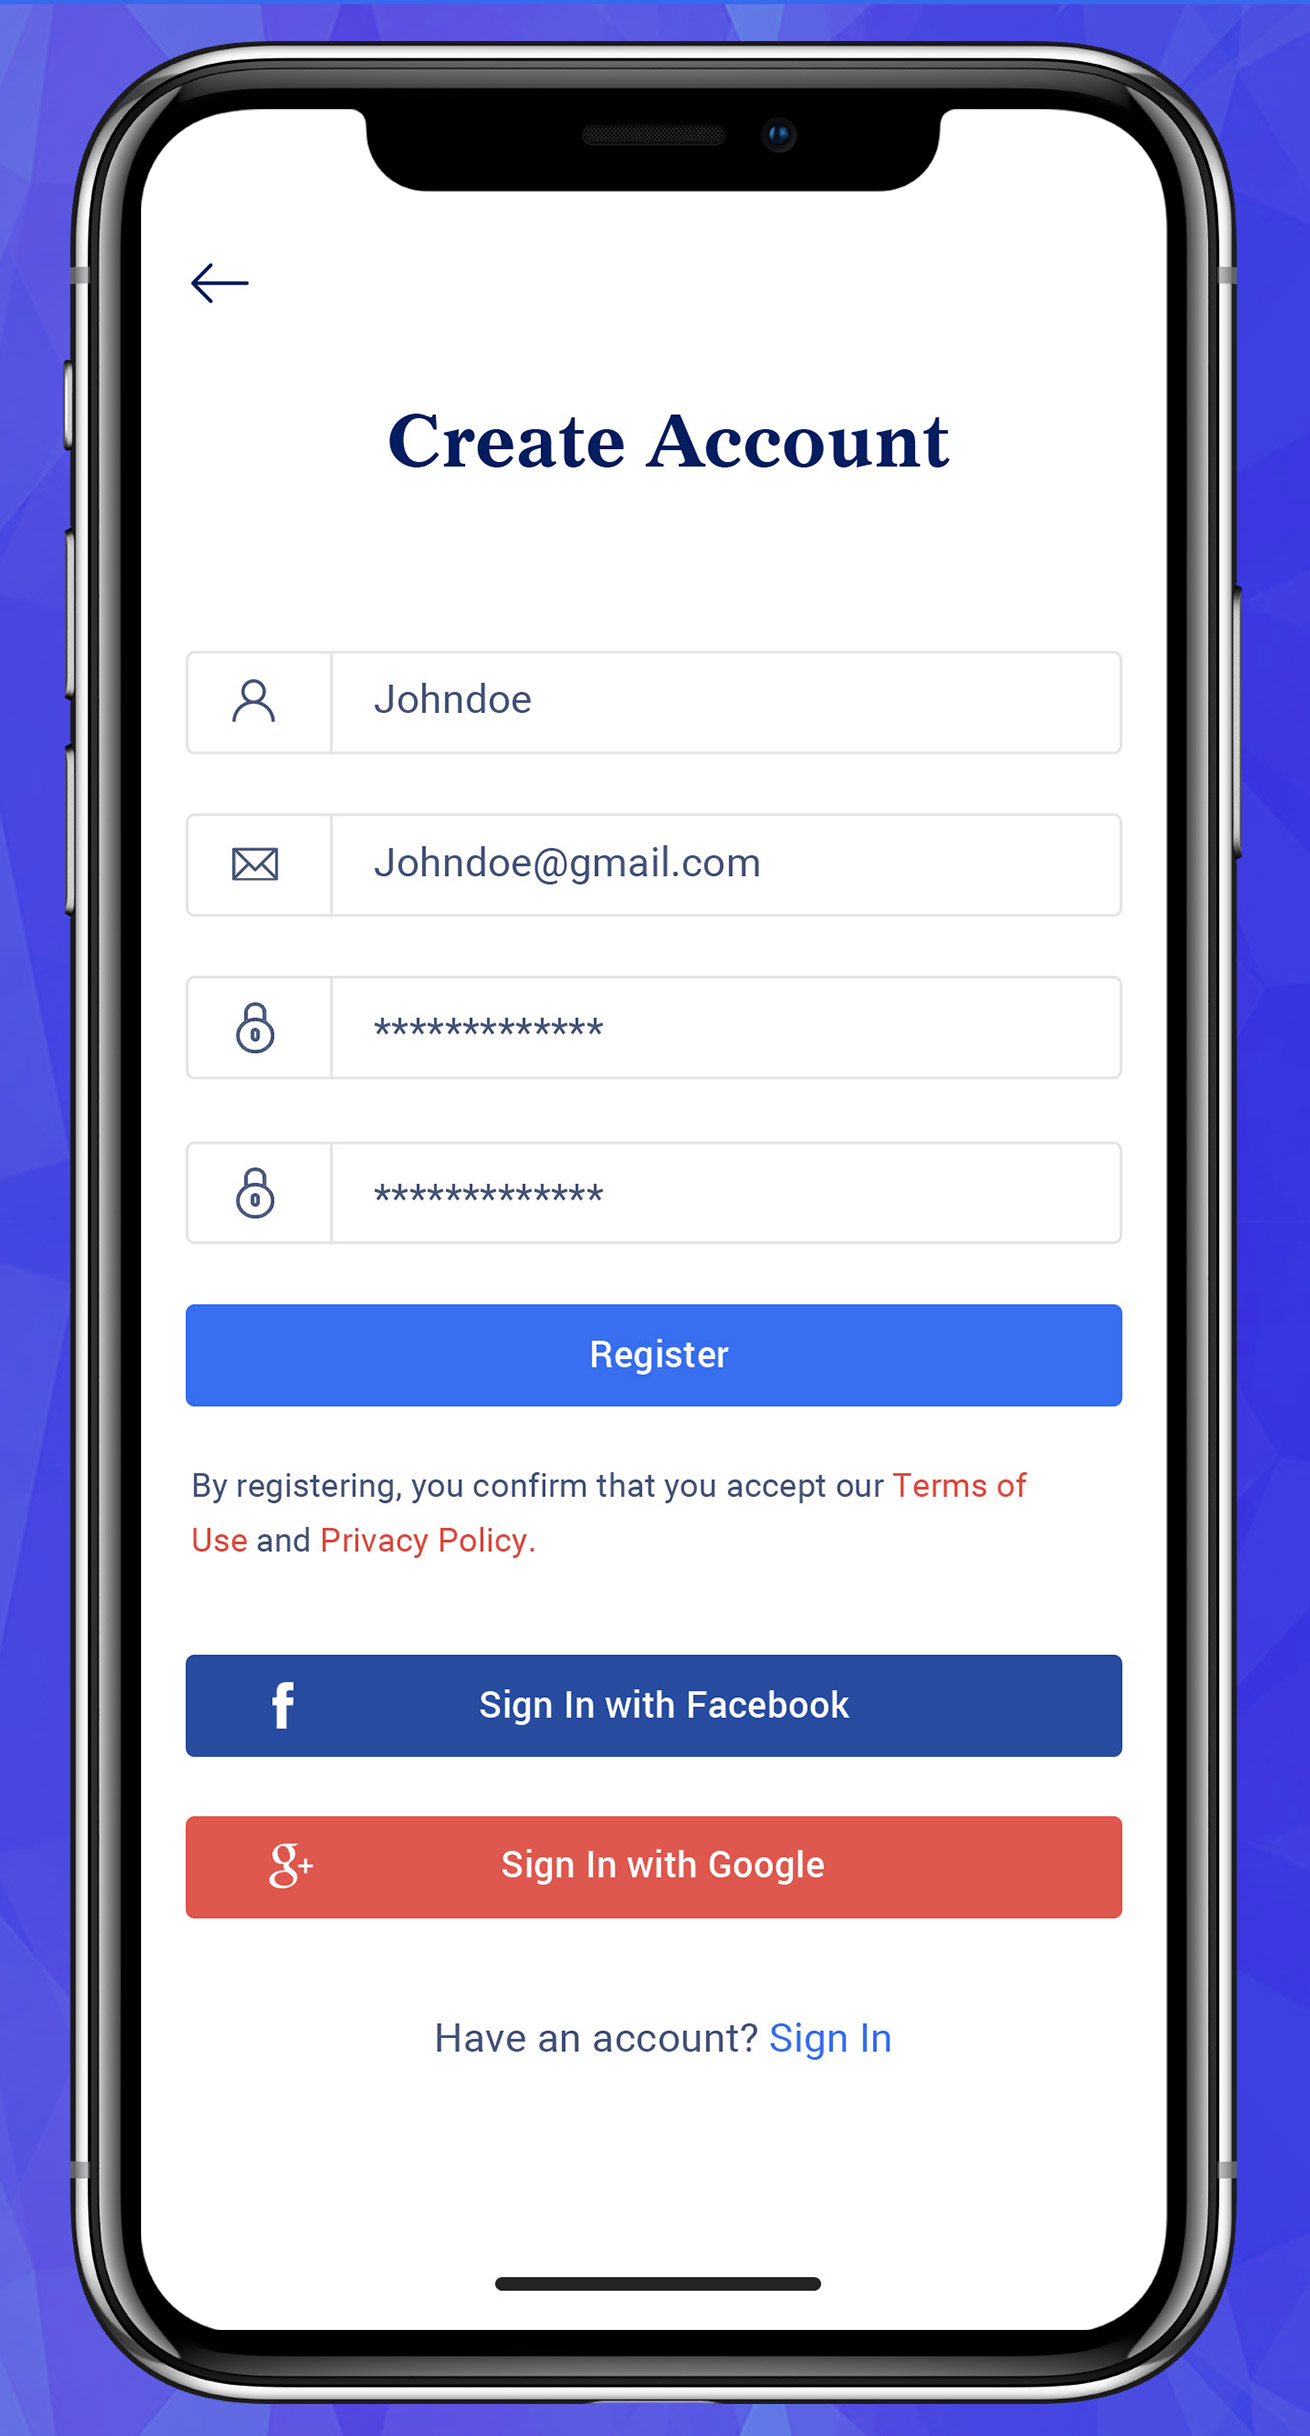 Create Account
Johndoe
Johndoe@gmail.com
*************
*************
Register
By registering, you confirm that you accept our Terms of
Use and Privacy Policy.
f Sign In with Facebook
g+ Sign In with Google
Have an account? Sign In